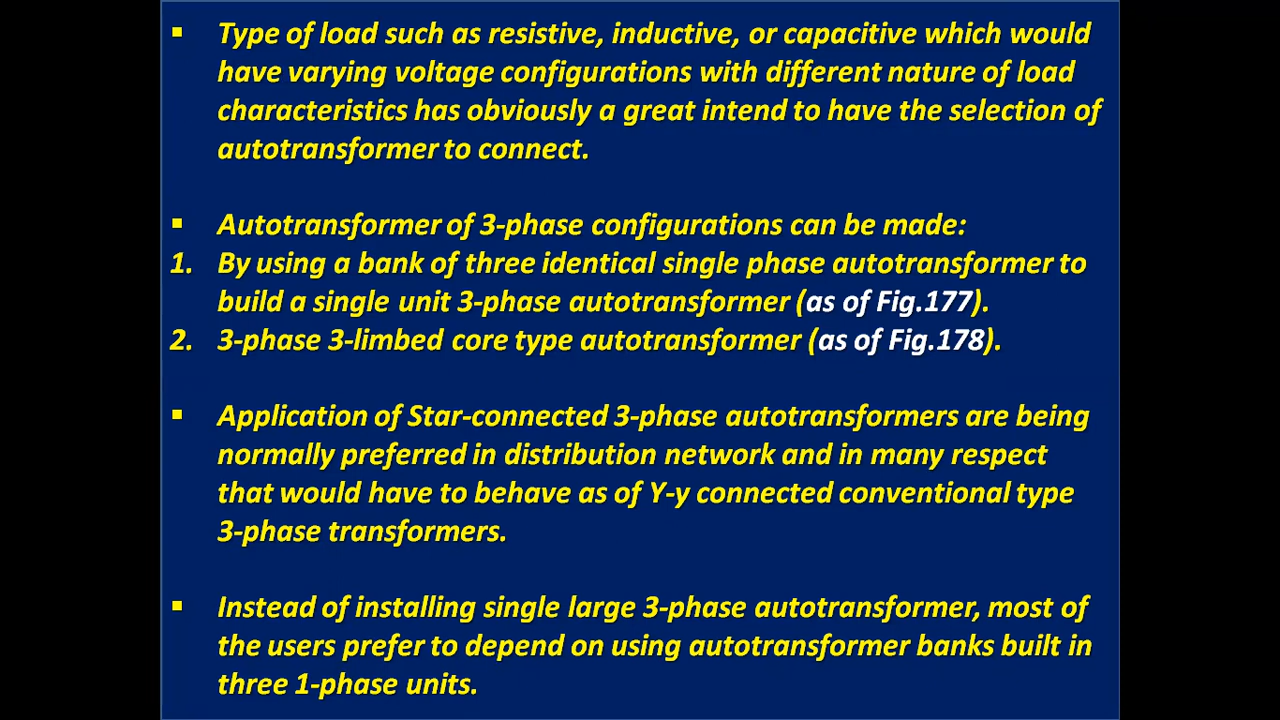 ▪ Type of load such as resistive, inductive, or capacitive which would
have varying voltage configurations with different nature of load
characteristics has obviously a great intend to have the selection of
autotransformer to connect.
▪ Autotransformer of 3-phase configurations can be made:
1. By using a bank of three identical single phase autotransformer to
build a single unit 3-phase autotransformer (as of Fig.177).
2. 3-phase 3-limbed core type autotransformer (as of Fig.178).
▪ Application of Star-connected 3-phase autotransformers are being
normally preferred in distribution network and in many respect
that would have to behave as of Y-y connected conventional type
3-phase transformers.
▪ Instead of installing single large 3-phase autotransformer, most of
the users prefer to depend on using autotransformer banks built in
three 1-phase units.